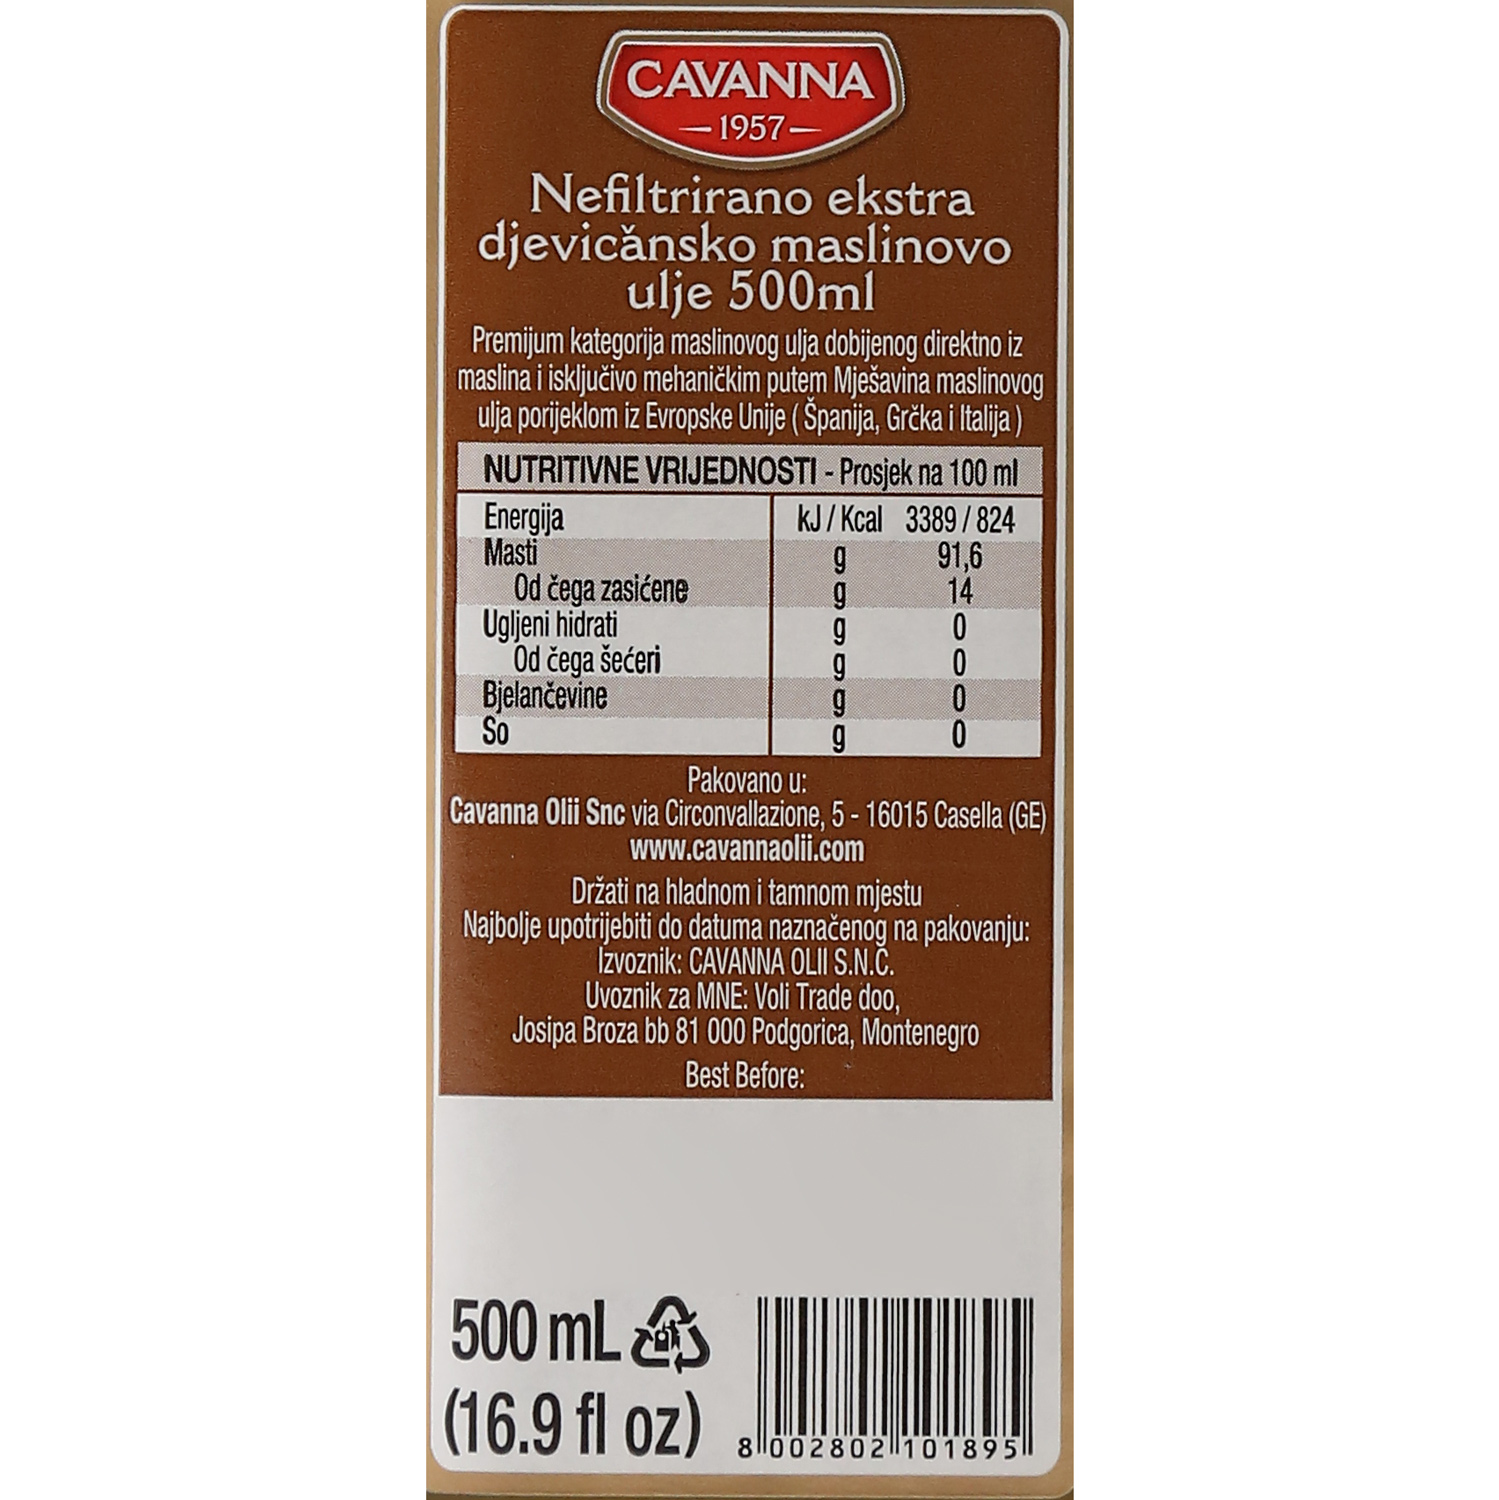 CAVANNA
1957
Nefiltrirano ekstra
djevicǎnsko maslinovo
ulje 500ml
Premijum kategorija maslinovog ulja dobijenog direktno iz
maslina i isključivo mehaničkim putem Mješavina maslinovog
ulja porijeklom iz Evropske Unije ( Španija, Grčka i Italija )
NUTRITIVNE VRIJEDNOSTI - Prosjek na 100 ml
Energija kJ / Kcal 3389 / 824
Masti g 91,6
Od čega zasićene g 14
Ugljeni hidrati g 0
Od čega šećeri g 0
Bjelančevine g 0
So g 0
Pakovano u:
Cavanna Olii Snc via Circonvallazione, 5 - 16015 Casella (GE)
www.cavannaolii.com
Držati na hladnom i tamnom mjestu
Najbolje upotrijebiti do datuma naznačenog na pakovanju:
Izvoznik: CAVANNA OLII S.N.C.
Uvoznik za MNE: Voli Trade doo,
Josipa Broza bb 81 000 Podgorica, Montenegro
Best Before:
500 mL
(16.9 fl oz)
8 002802 101895